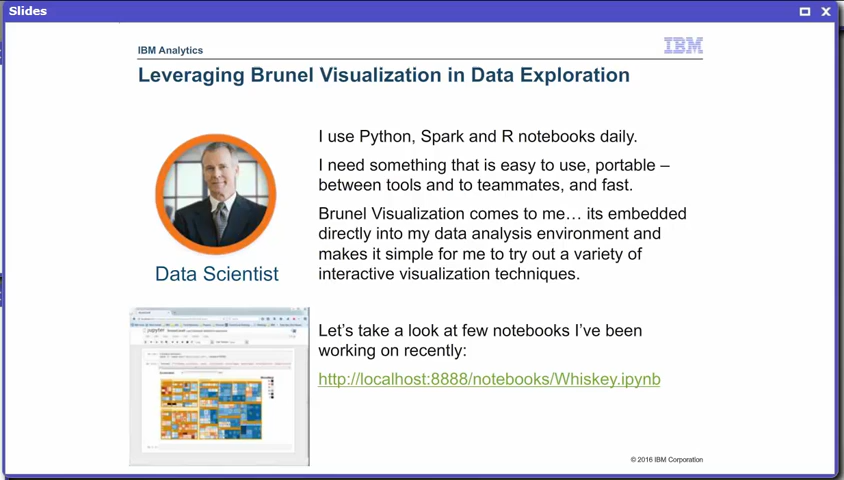 Slides
IBM Analytics
IBM
Leveraging Brunel Visualization in Data Exploration
I use Python, Spark and R notebooks daily.
I need something that is easy to use, portable –
between tools and to teammates, and fast.
Brunel Visualization comes to me… its embedded
directly into my data analysis environment and
makes it simple for me to try out a variety of
interactive visualization techniques.
Data Scientist
Let's take a look at few notebooks I've been
working on recently:
http://localhost:8888/notebooks/Whiskey.ipynb
© 2016 IBM Corporation